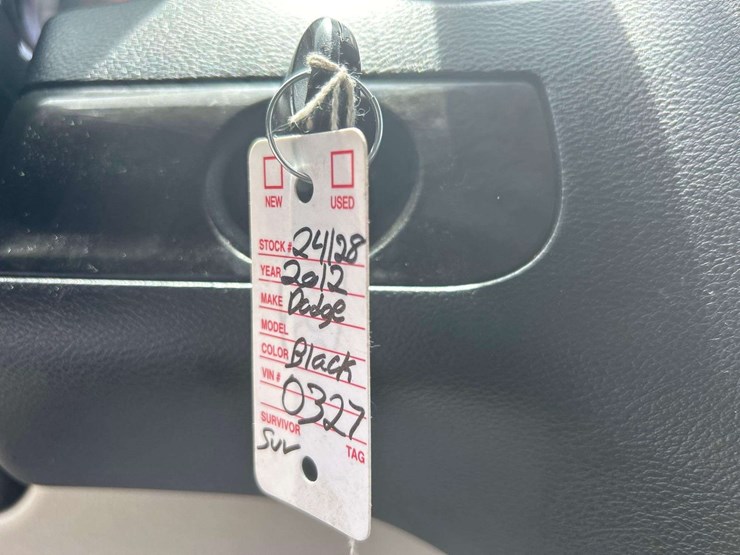 NEW USED
STOCK # 24128
YEAR 2012
MAKE Dodge
MODEL
COLOR Black
VIN # 0327
SURVIVOR TAG
SUV